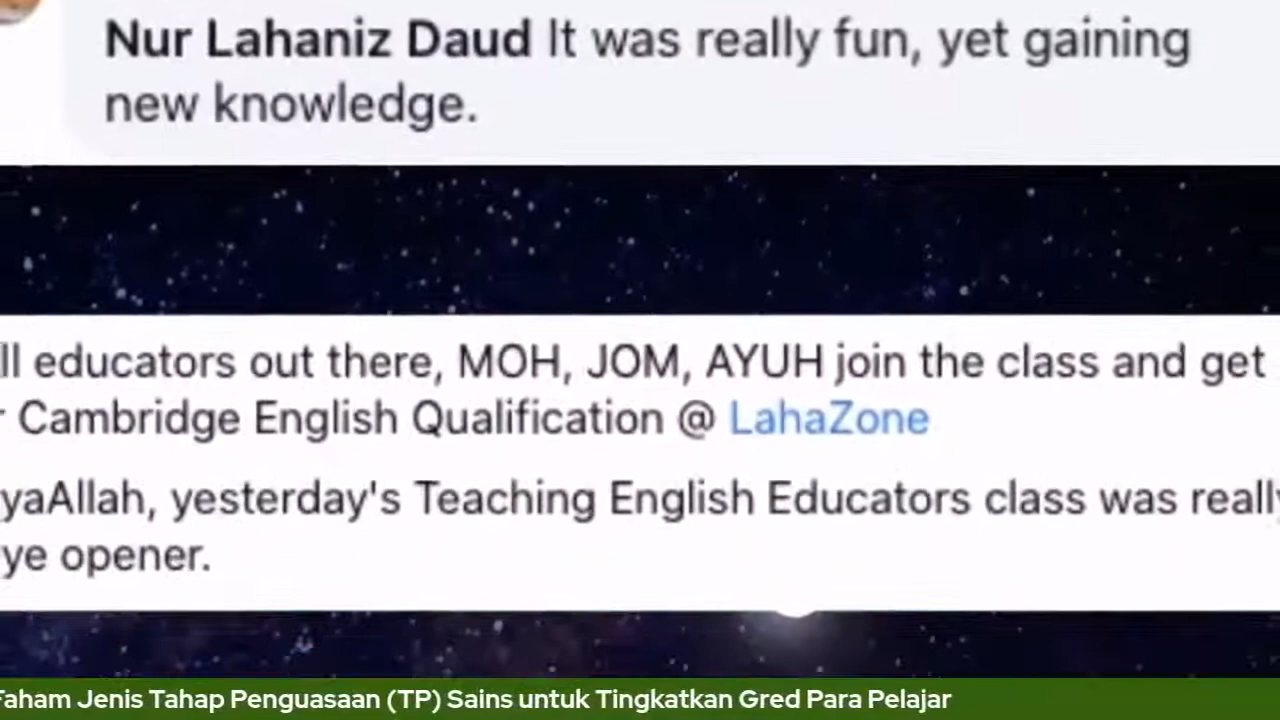 Nur Lahaniz Daud It was really fun, yet gaining
new knowledge.
ll educators out there, MOH, JOM, AYUH join the class and get
Cambridge English Qualification @ LahaZone
yaAllah, yesterday's Teaching English Educators class was really
ye opener.
Faham Jenis Tahap Penguasaan (TP) Sains untuk Tingkatkan Gred Para Pelajar